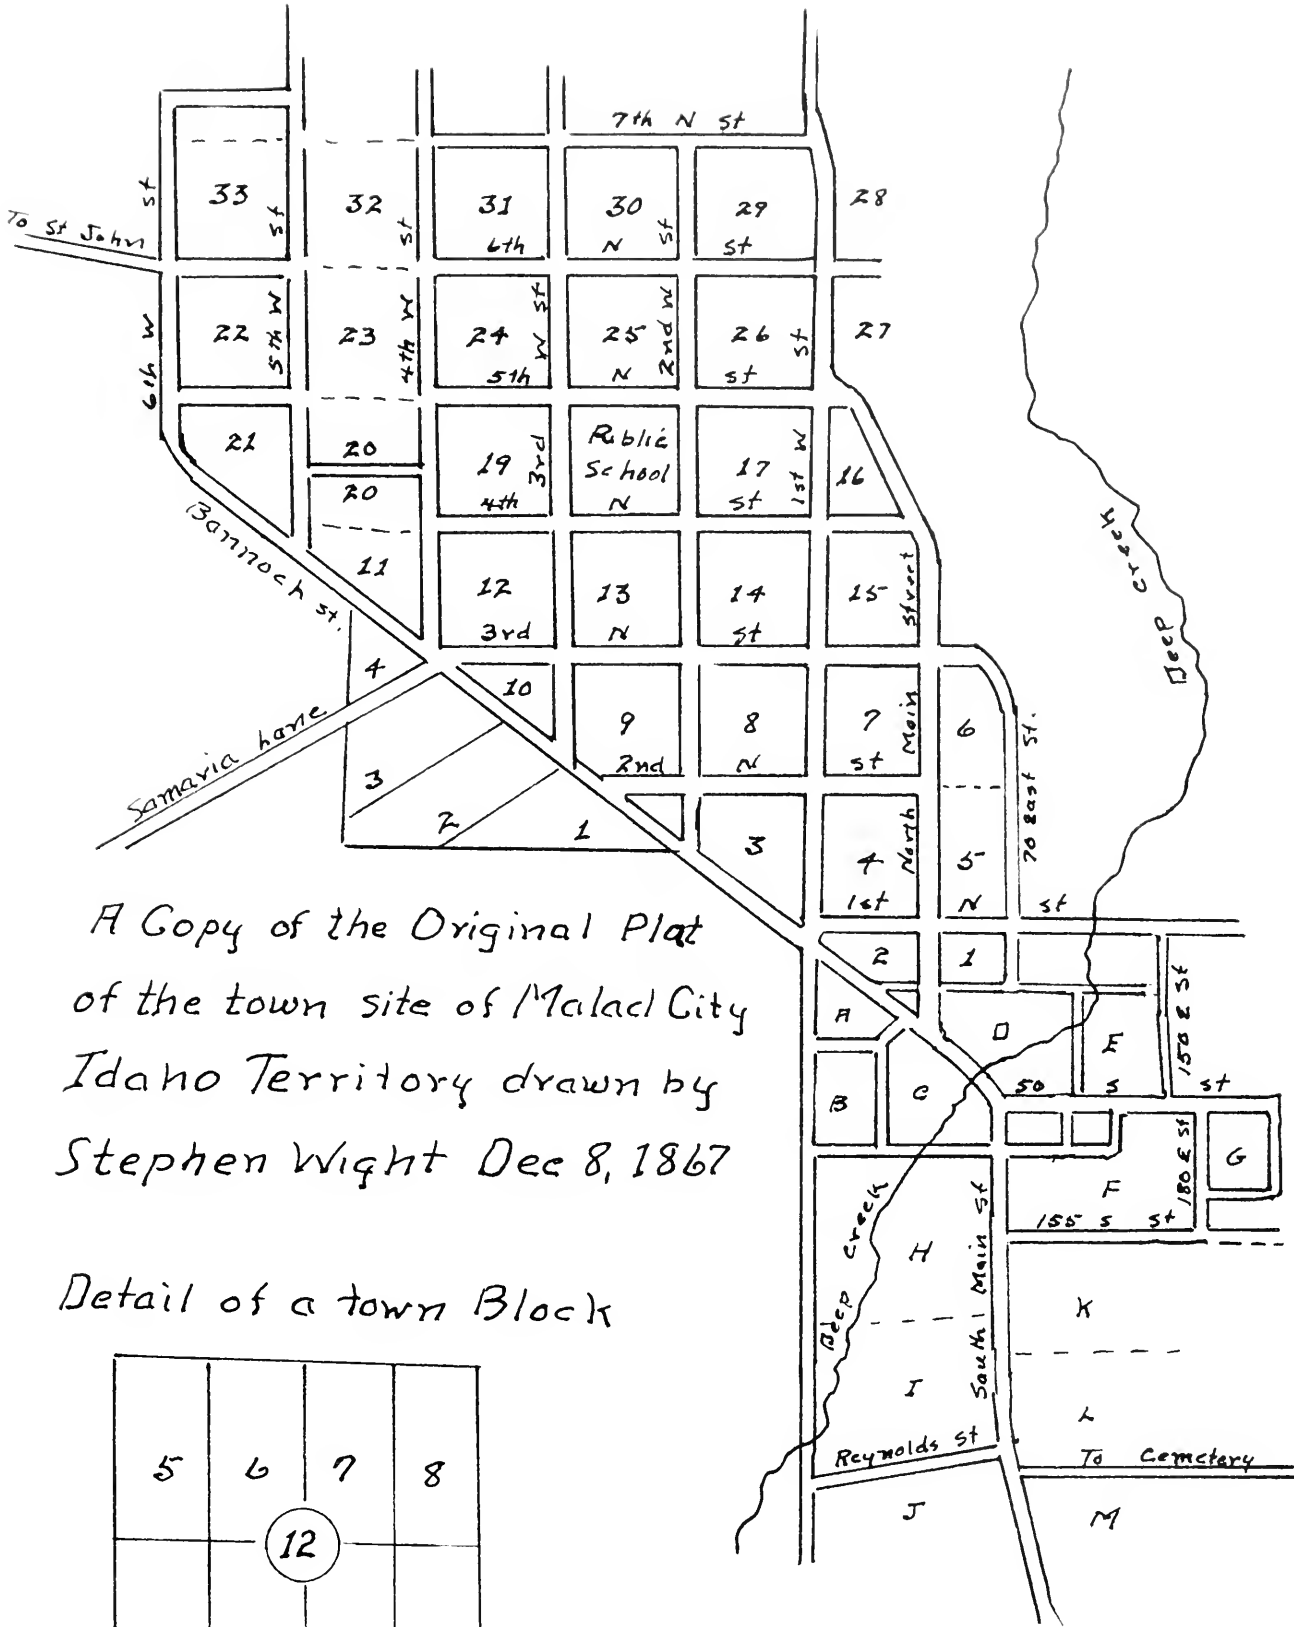 7th N St
33
32
31
30
29
28
St
St
St
St
6th N St
To St John
22
23
24
25
26
27
6th W
5th W
4th W
W St
2nd W
St
5th N St
21
20
19
3rd
Public
School
17
1st W
16
4th N St
20
Bannoch St.
11
12
13
14
15
Street
3rd N St
Deep Creek
4
10
9
8
7
Main
6
2nd N St
70 East St.
Samaria Lane
3
2
1
3
4
North
5
1st N St
2
1
A
D
E
150 E St
B
C
50 S St
180 E St
G
F
155 S St
Deep Creek
H
South Main St
K
I
L
Reynolds St
To Cemetary
J
M
A Copy of the Original Plat
of the town site of Malad City
Idaho Territory drawn by
Stephen Wight Dec 8, 1867
Detail of a town Block
5 6 7 8
12